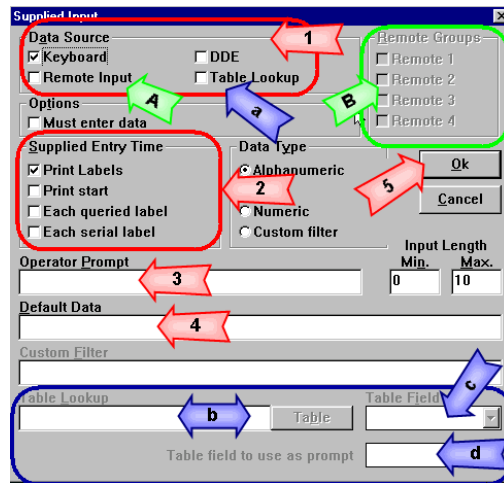 Supplied Input
Data Source
1
Remote Groups
Keyboard
DDE
Remote 1
Remote Input
Table Lookup
Remote 2
A
a
B
Remote 3
Options
Remote 4
Must enter data
Supplied Entry Time
Data Type
Print Labels
Alphanumeric
5
Ok
Print start
2
Each queried label
Numeric
Cancel
Each serial label
Custom filter
Input Length
Operator Prompt
Min.
Max.
3
0
10
Default Data
4
Custom Filter
c
Table Lookup
Table Field
b
Table
Table field to use as prompt
d